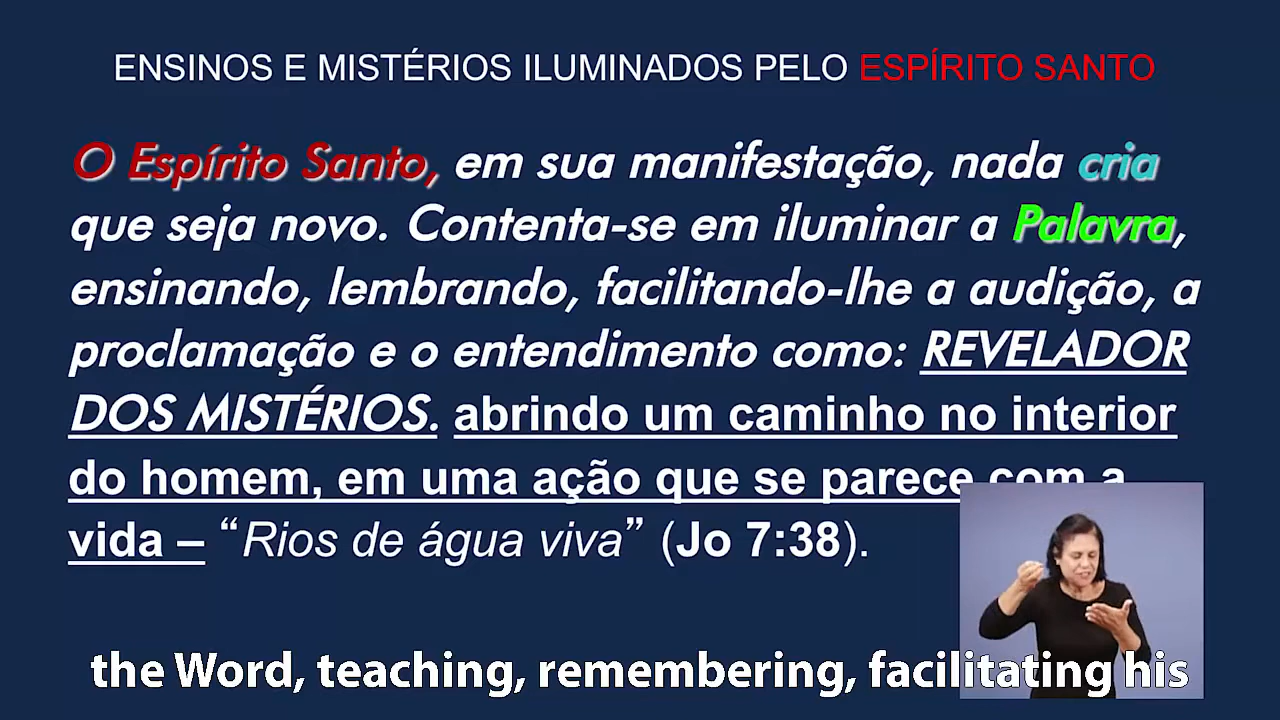 ENSINOS E MISTÉRIOS ILUMINADOS PELO ESPÍRITO SANTO
O Espírito Santo, em sua manifestação, nada cria
que seja novo. Contenta-se em iluminar a Palavra,
ensinando, lembrando, facilitando-lhe a audição, a
proclamação e o entendimento como: REVELADOR
DOS MISTÉRIOS. abrindo um caminho no interior
do homem, em uma ação que se parece com a
vida – “Rios de água viva” (Jo 7:38).
the Word, teaching, remembering, facilitating his